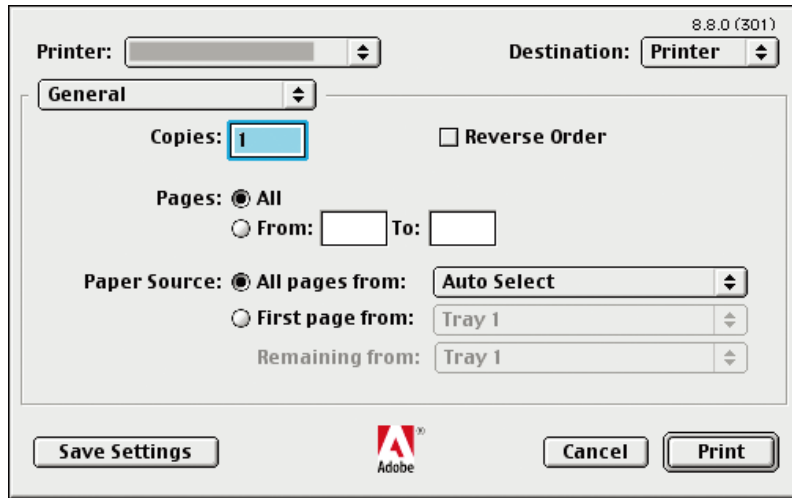 8.8.0 (301)
Printer: Destination: Printer
General
Copies: 1 Reverse Order
Pages: All
From: To:
Paper Source: All pages from: Auto Select
First page from: Tray 1
Remaining from: Tray 1
Save Settings Adobe® Cancel Print